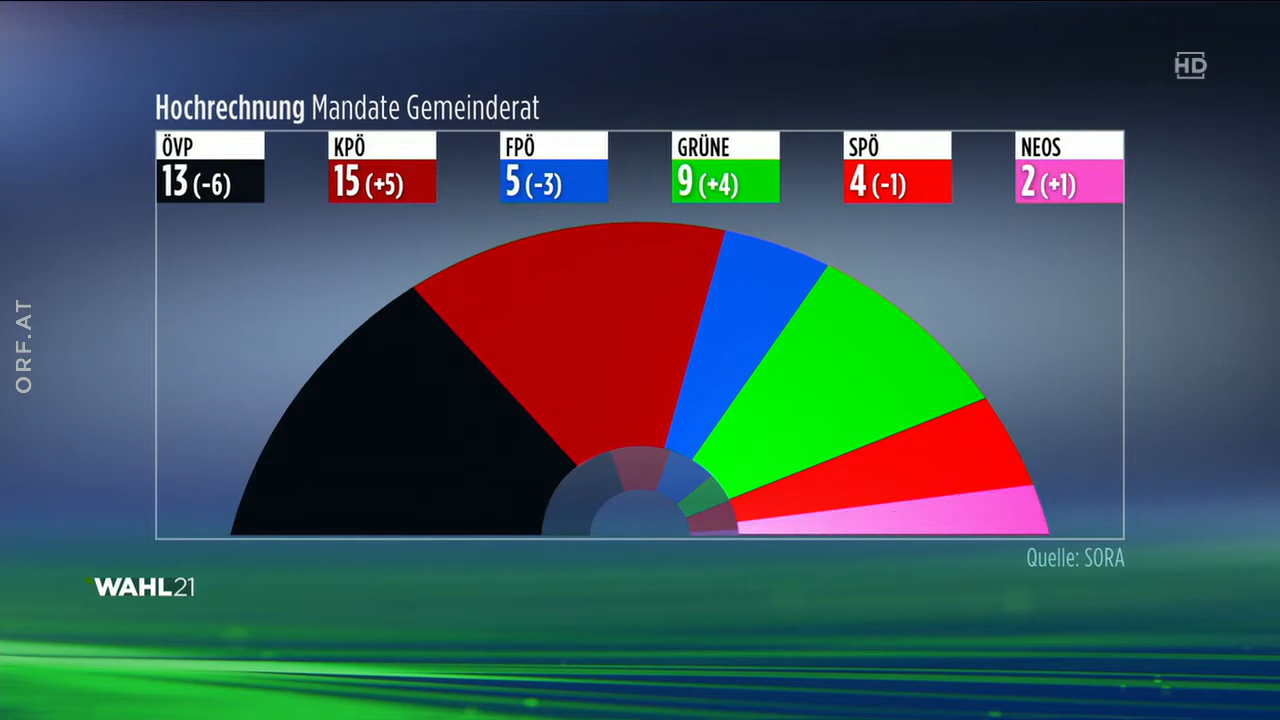 HD
Hochrechnung Mandate Gemeinderat
ÖVP
13 (-6)
KPÖ
15 (+5)
FPÖ
5 (-3)
GRÜNE
9 (+4)
SPÖ
4 (-1)
NEOS
2 (+1)
ORF.AT
Quelle: SORA
WAHL21